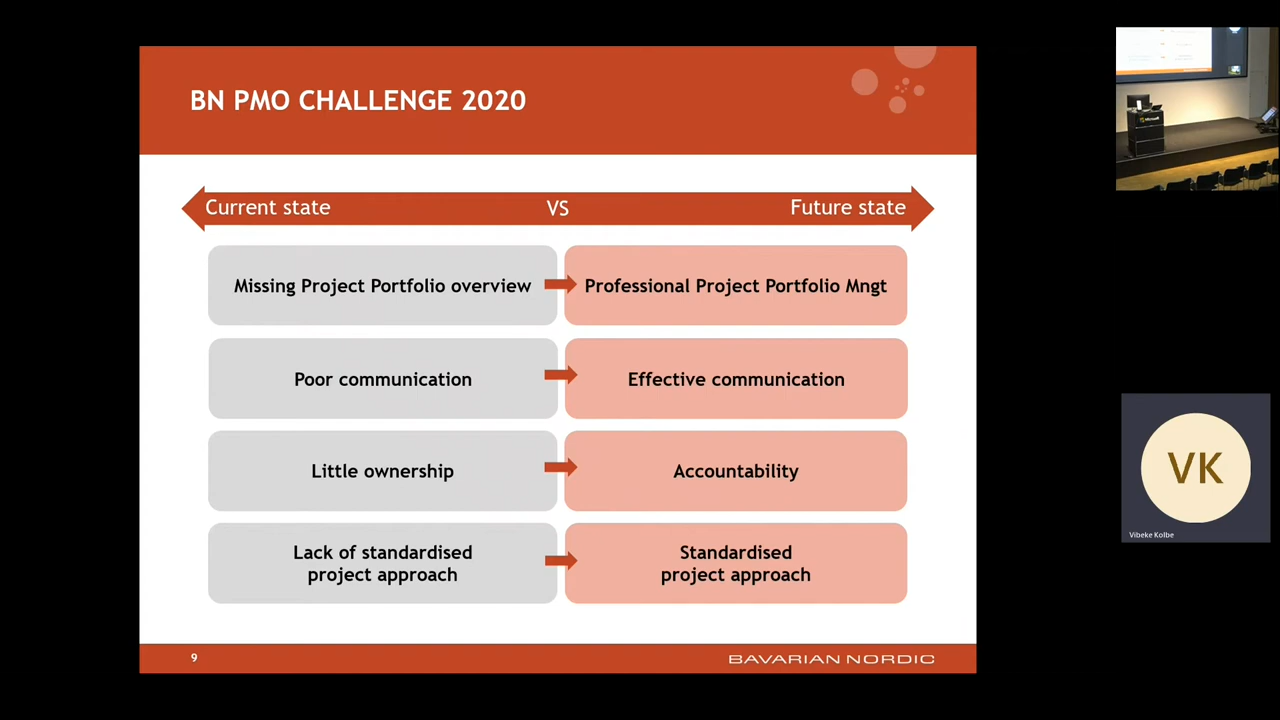 BN PMO CHALLENGE 2020
Current state
VS
Future state
Missing Project Portfolio overview
Professional Project Portfolio Mngt
Poor communication
Effective communication
Little ownership
Accountability
Lack of standardised
project approach
Standardised
project approach
9
BAVARIAN NORDIC
Microsoft
VK
Vibeke Kolbe